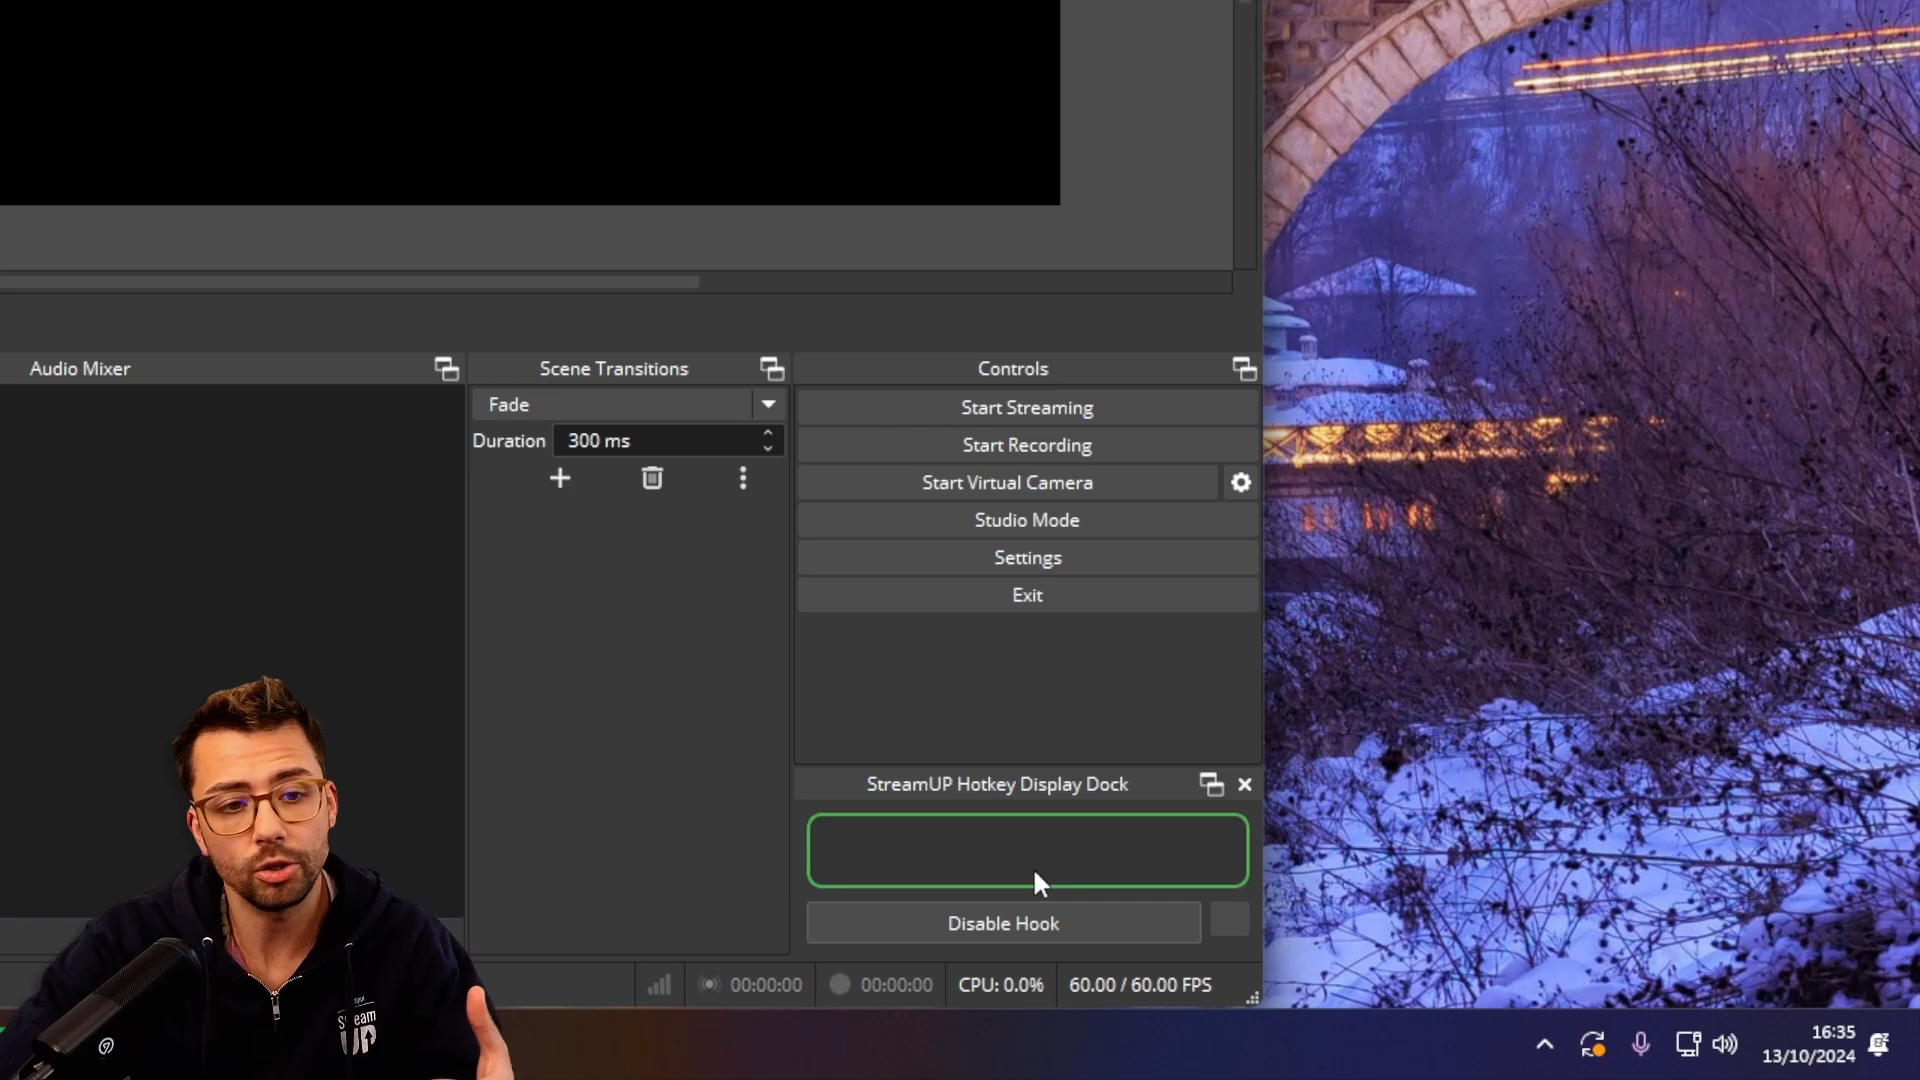 Audio Mixer
Scene Transitions
Controls
Fade
Duration
300 ms
Start Streaming
Start Recording
Start Virtual Camera
Studio Mode
Settings
Exit
StreamUP Hotkey Display Dock
Disable Hook
00:00:00
00:00:00
CPU: 0.0%
60.00 / 60.00 FPS
UP
16:35
13/10/2024